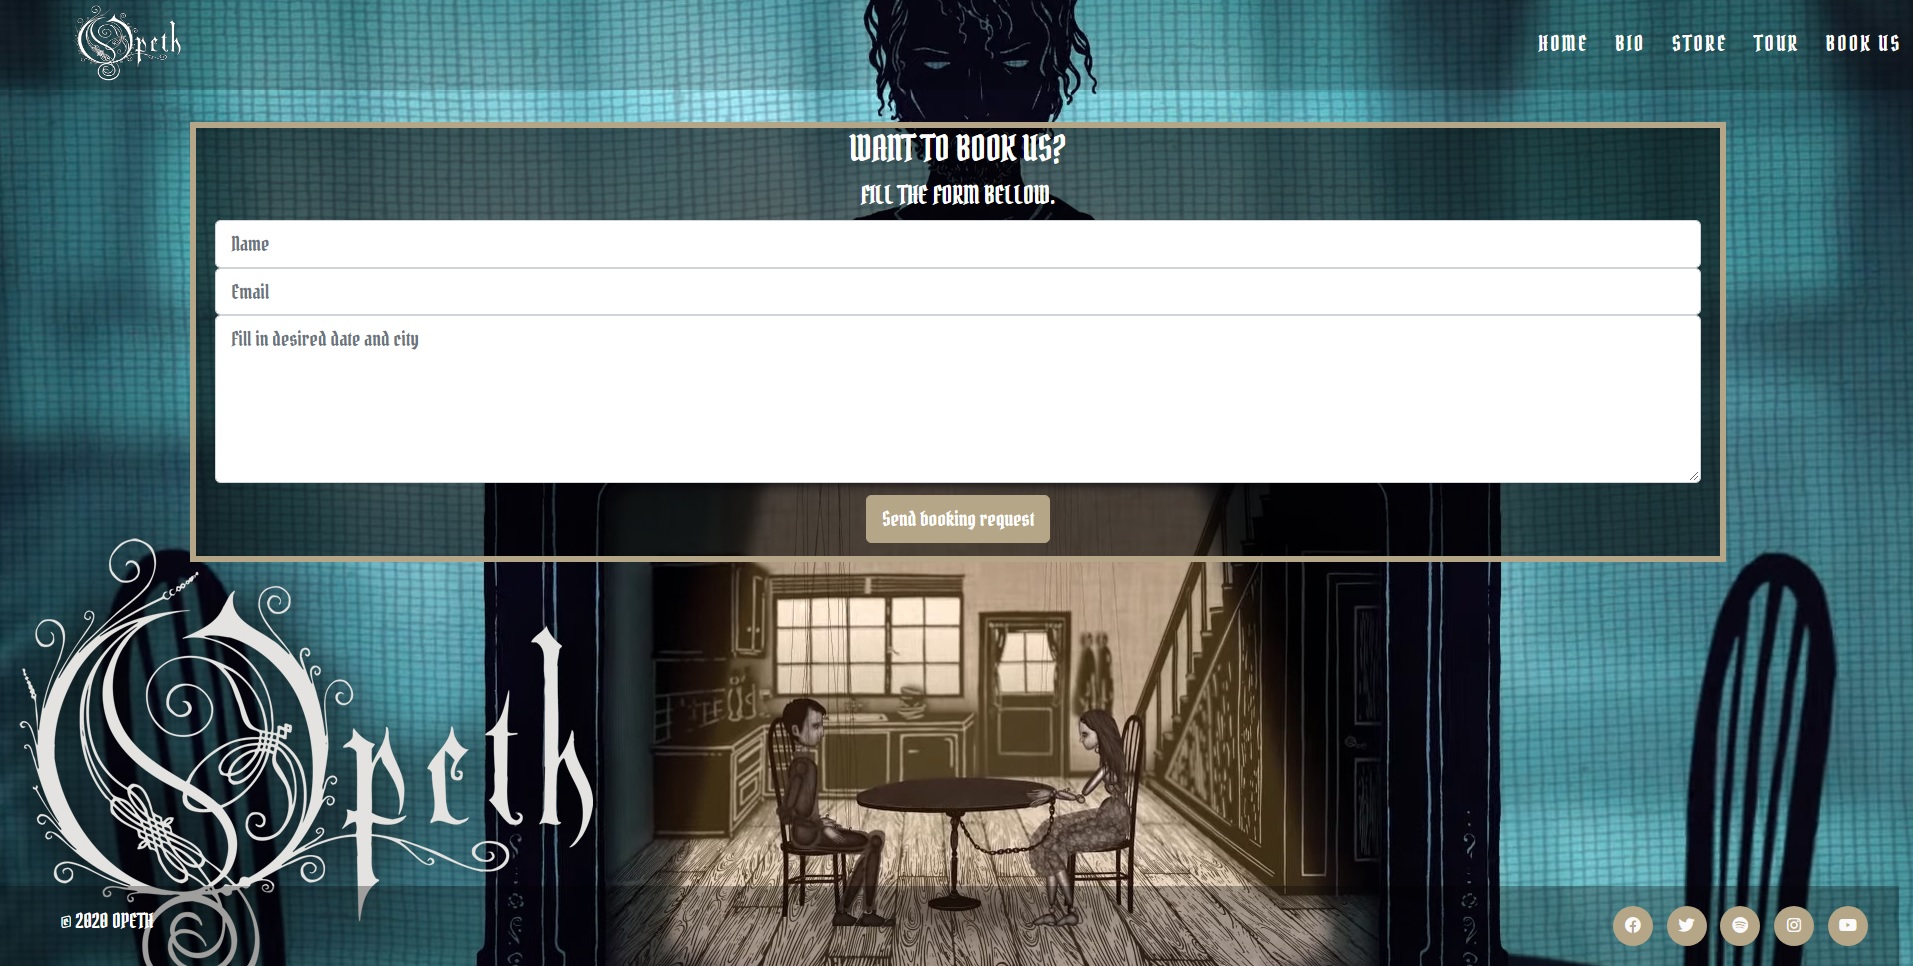 Opeth
HOME BIO STORE TOUR BOOK US
WANT TO BOOK US?
FILL THE FORM BELLOW.
Name
Email
Fill in desired date and city
Send booking request
Opeth
© 2020 OPETH